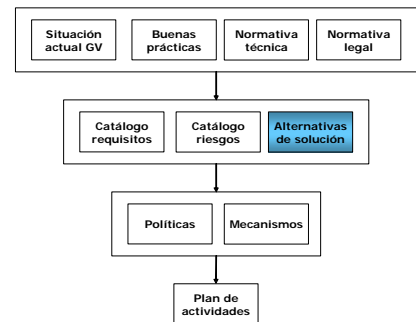 Situación
actual GV
Buenas
prácticas
Normativa
técnica
Normativa
legal
Catálogo
requisitos
Catálogo
riesgos
Alternativas
de solución
Políticas
Mecanismos
Plan de
actividades